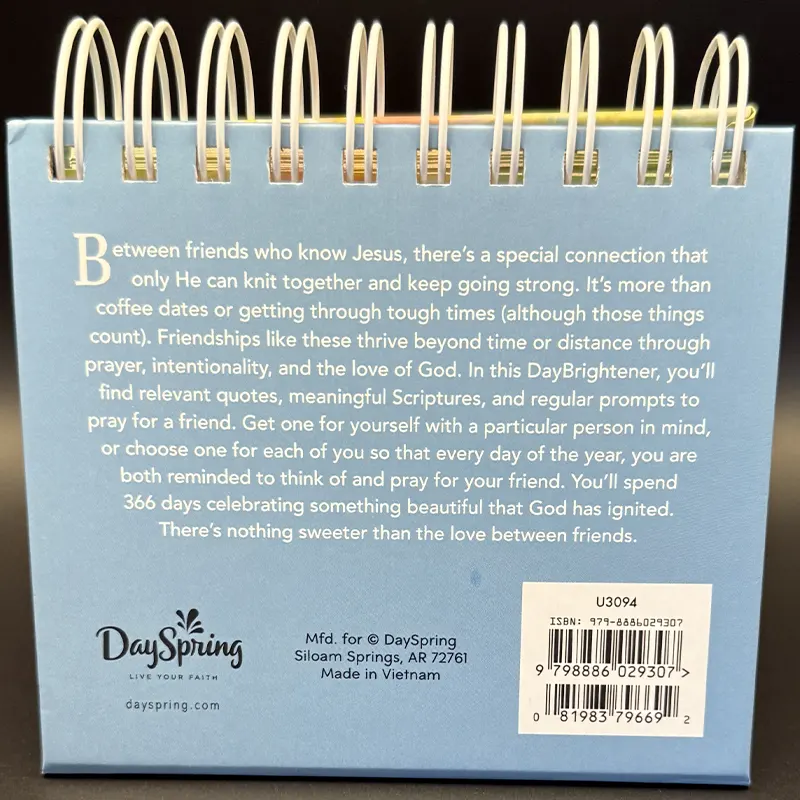 Between friends who know Jesus, there's a special connection that
only He can knit together and keep going strong. It's more than
coffee dates or getting through tough times (although those things
count). Friendships like these thrive beyond time or distance through
prayer, intentionality, and the love of God. In this DayBrightener, you'll
find relevant quotes, meaningful Scriptures, and regular prompts to
pray for a friend. Get one for yourself with a particular person in mind,
or choose one for each of you so that every day of the year, you are
both reminded to think of and pray for your friend. You'll spend
366 days celebrating something beautiful that God has ignited.
There's nothing sweeter than the love between friends.
DaySpring
LIVE YOUR FAITH
dayspring.com
Mfd. for © DaySpring
Siloam Springs, AR 72761
Made in Vietnam
U3094
ISBN: 979-8886029307
9 798886 029307 >
0 81983 79669 2